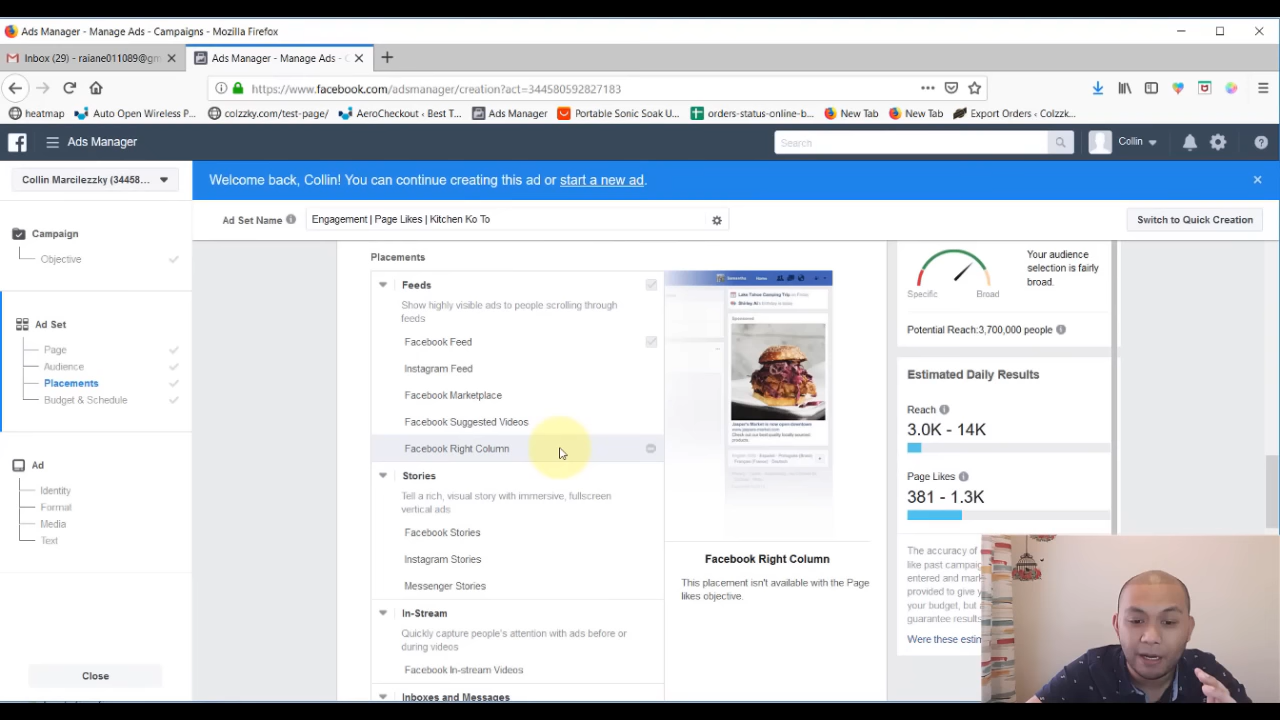 Ads Manager - Manage Ads - Campaigns - Mozilla Firefox
Inbox (29) - raiane011089@gm
Ads Manager - Manage Ads -
https://www.facebook.com/adsmanager/creation?act=344580592827183
heatmap
Auto Open Wireless P...
colzzky.com/test-page/
AeroCheckout ‹ Best T...
Ads Manager
Portable Sonic Soak U...
orders-status-online-b...
New Tab
New Tab
Export Orders ‹ Colzzk...
Ads Manager
Search
Collin
Collin Marcilezzky (34458...
Welcome back, Collin! You can continue creating this ad or start a new ad.
Ad Set Name
Engagement | Page Likes | Kitchen Ko To
Switch to Quick Creation
Campaign
Objective
Ad Set
Page
Audience
Placements
Budget & Schedule
Ad
Identity
Format
Media
Text
Close
Placements
Feeds
Show highly visible ads to people scrolling through
feeds
Facebook Feed
Instagram Feed
Facebook Marketplace
Facebook Suggested Videos
Facebook Right Column
Stories
Tell a rich, visual story with immersive, fullscreen
vertical ads
Facebook Stories
Instagram Stories
Messenger Stories
In-Stream
Quickly capture people's attention with ads before or
during videos
Facebook In-stream Videos
Inboxes and Messages
Samantha
Home
Sponsored
Facebook Right Column
This placement isn't available with the Page
likes objective.
Your audience
selection is fairly
broad.
Specific
Broad
Potential Reach:3,700,000 people
Estimated Daily Results
Reach
3.0K - 14K
Page Likes
381 - 1.3K
The accuracy of
like past campaig
entered and mark
provided to give y
your budget, but
guarantee results
Were these estim